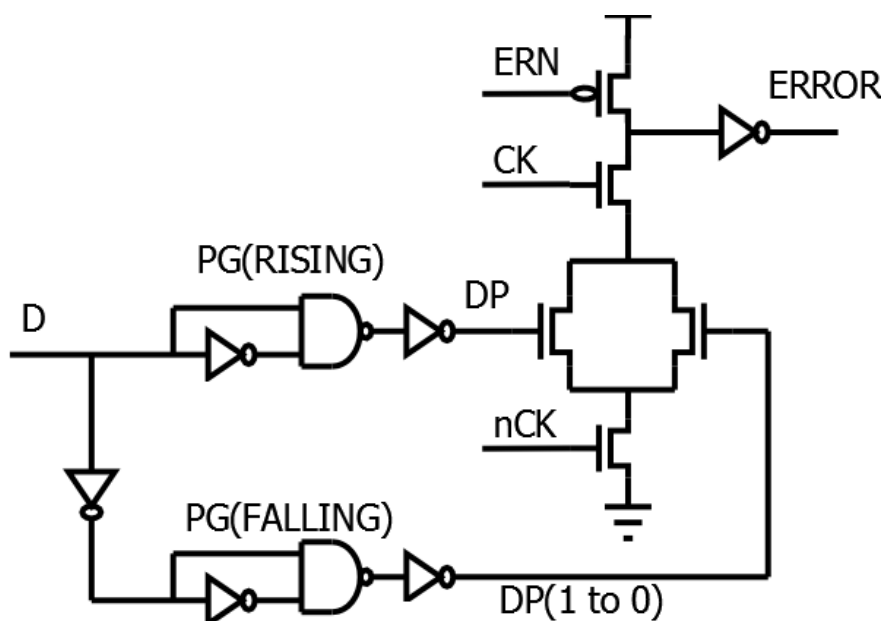 ERN
ERROR
CK
PG(RISING)
D
DP
nCK
PG(FALLING)
DP(1 to 0)